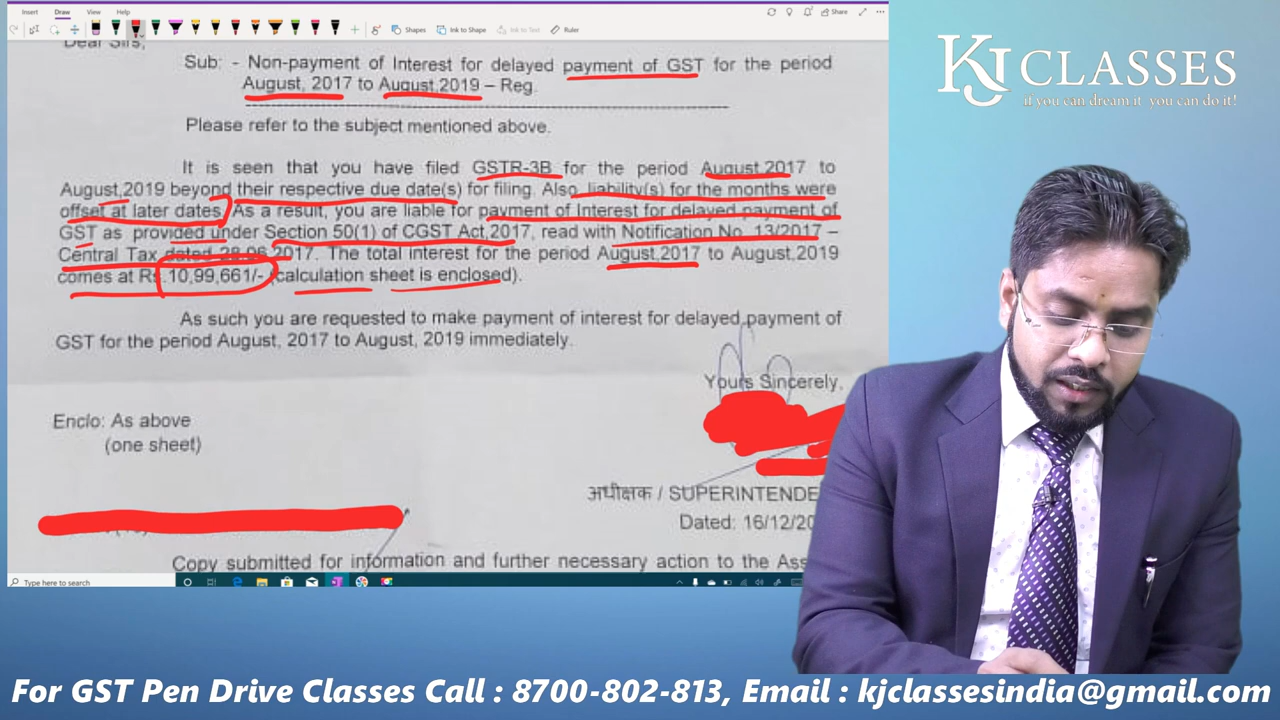 Insert Draw View Help
Share
Shapes Ink to Shape Ink to Text Ruler
KJ CLASSES
if you can dream it you can do it!
Dear Sirs,
Sub: - Non-payment of Interest for delayed payment of GST for the period
August, 2017 to August,2019 – Reg.
Please refer to the subject mentioned above.
It is seen that you have filed GSTR-3B for the period August,2017 to
August,2019 beyond their respective due date(s) for filing. Also, liability(s) for the months were
offset at later dates. As a result, you are liable for payment of Interest for delayed payment of
GST as provided under Section 50(1) of CGST Act,2017, read with Notification No. 13/2017 –
Central Tax dated 28.06.2017. The total interest for the period August,2017 to August,2019
comes at Rs. 10,99,661/- (calculation sheet is enclosed).
As such you are requested to make payment of interest for delayed payment of
GST for the period August, 2017 to August, 2019 immediately.
Yours Sincerely,
Enclo: As above
(one sheet)
अधीक्षक / SUPERINTENDE
Dated: 16/12/20
Copy submitted for information and further necessary action to the Ass
Type here to search
For GST Pen Drive Classes Call : 8700-802-813, Email : kjclassesindia@gmail.com